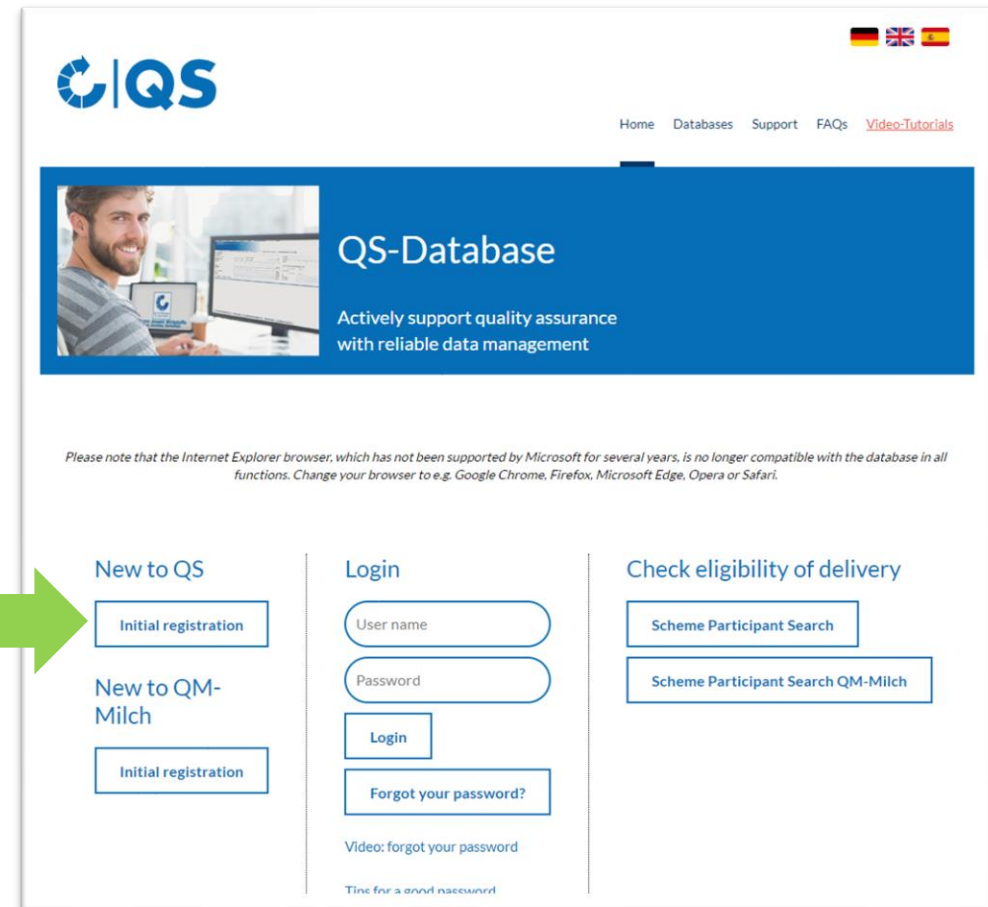 QS
Home Databases Support FAQs Video-Tutorials
QS-Database
Actively support quality assurance
with reliable data management
Please note that the Internet Explorer browser, which has not been supported by Microsoft for several years, is no longer compatible with the database in all
functions. Change your browser to e.g. Google Chrome, Firefox, Microsoft Edge, Opera or Safari.
New to QS
Initial registration
New to QM-
Milch
Initial registration
Login
User name
Password
Login
Forgot your password?
Video: forgot your password
Tips for a good password
Check eligibility of delivery
Scheme Participant Search
Scheme Participant Search QM-Milch